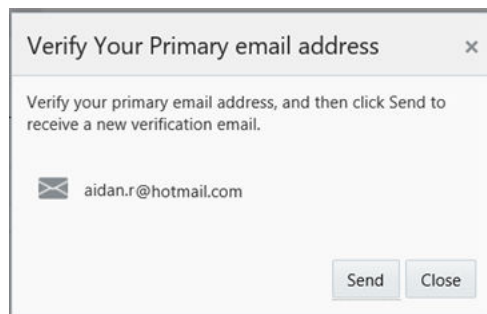 Verify Your Primary email address ×
Verify your primary email address, and then click Send to
receive a new verification email.
aidan.r@hotmail.com
Send Close